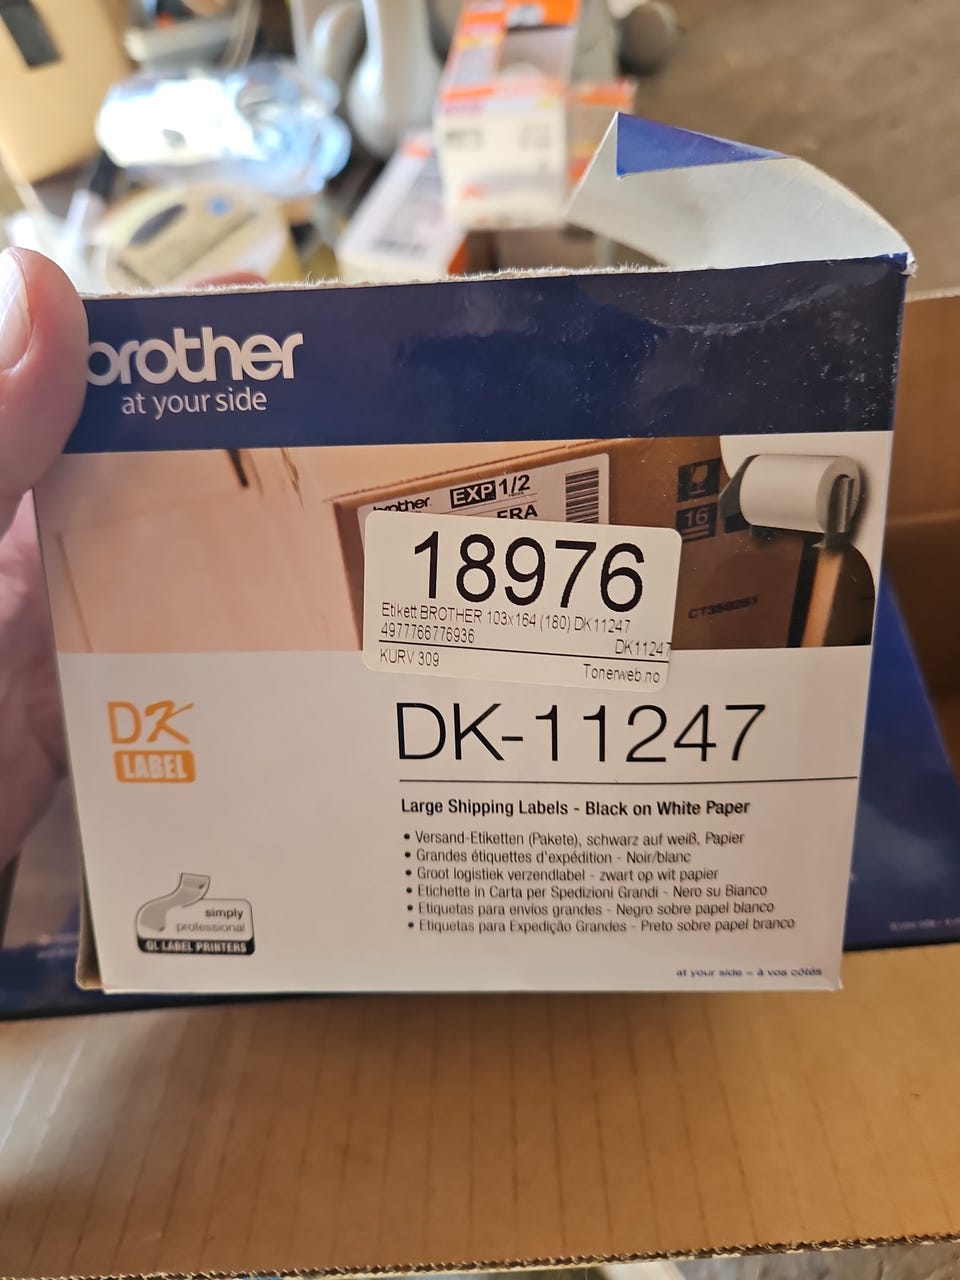 brother
at your side
brother EXP 1/2
ERA
16
CT350251
18976
Etikett BROTHER 103x164 (180) DK11247
4977766776936
DK11247
KURV 309
Tonerweb.no
DK
LABEL
DK-11247
Large Shipping Labels - Black on White Paper
• Versand-Etiketten (Pakete), schwarz auf weiß, Papier
• Grandes étiquettes d'expédition - Noir/blanc
• Groot logistiek verzendlabel - zwart op wit papier
• Etichette in Carta per Spedizioni Grandi - Nero su Bianco
• Etiquetas para envíos grandes - Negro sobre papel blanco
• Etiquetas para Expedição Grandes - Preto sobre papel branco
simply
professional
QL LABEL PRINTERS
at your side = à vos côtés